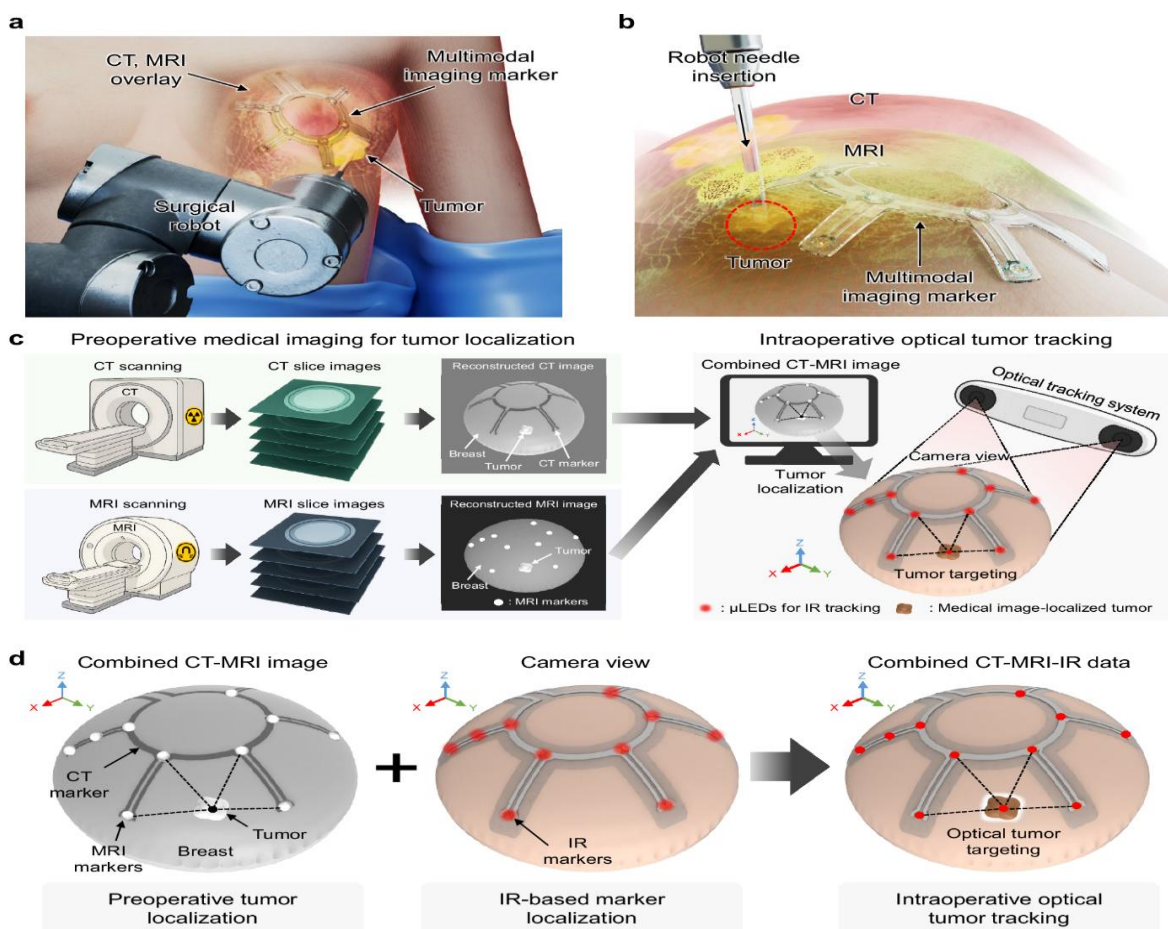 a
CT, MRI
overlay
Multimodal
imaging marker
Surgical
robot
Tumor
b
Robot needle
insertion
CT
MRI
Tumor
Multimodal
imaging marker
c
Preoperative medical imaging for tumor localization
CT scanning
CT
CT slice images
Reconstructed CT image
Breast
Tumor
CT marker
MRI scanning
MRI
MRI slice images
Reconstructed MRI image
Tumor
Breast
: MRI markers
Intraoperative optical tumor tracking
Combined CT-MRI image
X
Y
Z
Tumor
localization
Optical tracking system
Camera view
Z
X
Y
Tumor targeting
: µLEDs for IR tracking
: Medical image-localized tumor
d
Combined CT-MRI image
Z
X
Y
CT
marker
MRI
markers
Breast
Tumor
Preoperative tumor
localization
+
Camera view
Z
X
Y
IR
markers
IR-based marker
localization
Combined CT-MRI-IR data
Z
X
Y
Optical tumor
targeting
Intraoperative optical
tumor tracking